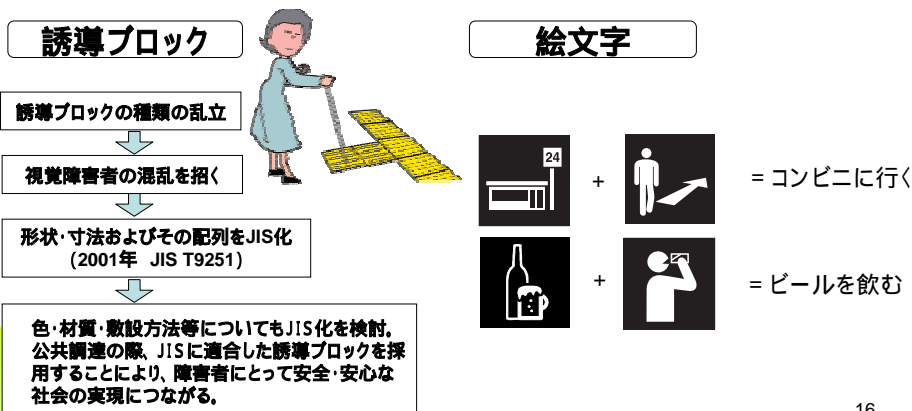 誘導ブロック
誘導ブロックの種類の乱立
視覚障害者の混乱を招く
形状・寸法およびその配列をJIS化
(2001年 JIS T9251)
色・材質・敷設方法等についてもJIS化を検討。
公共調達の際、JISに適合した誘導ブロックを採
用することにより、障害者にとって安全・安心な
社会の実現につながる。
絵文字
24
+
= コンビニに行く
+
= ビールを飲む
16